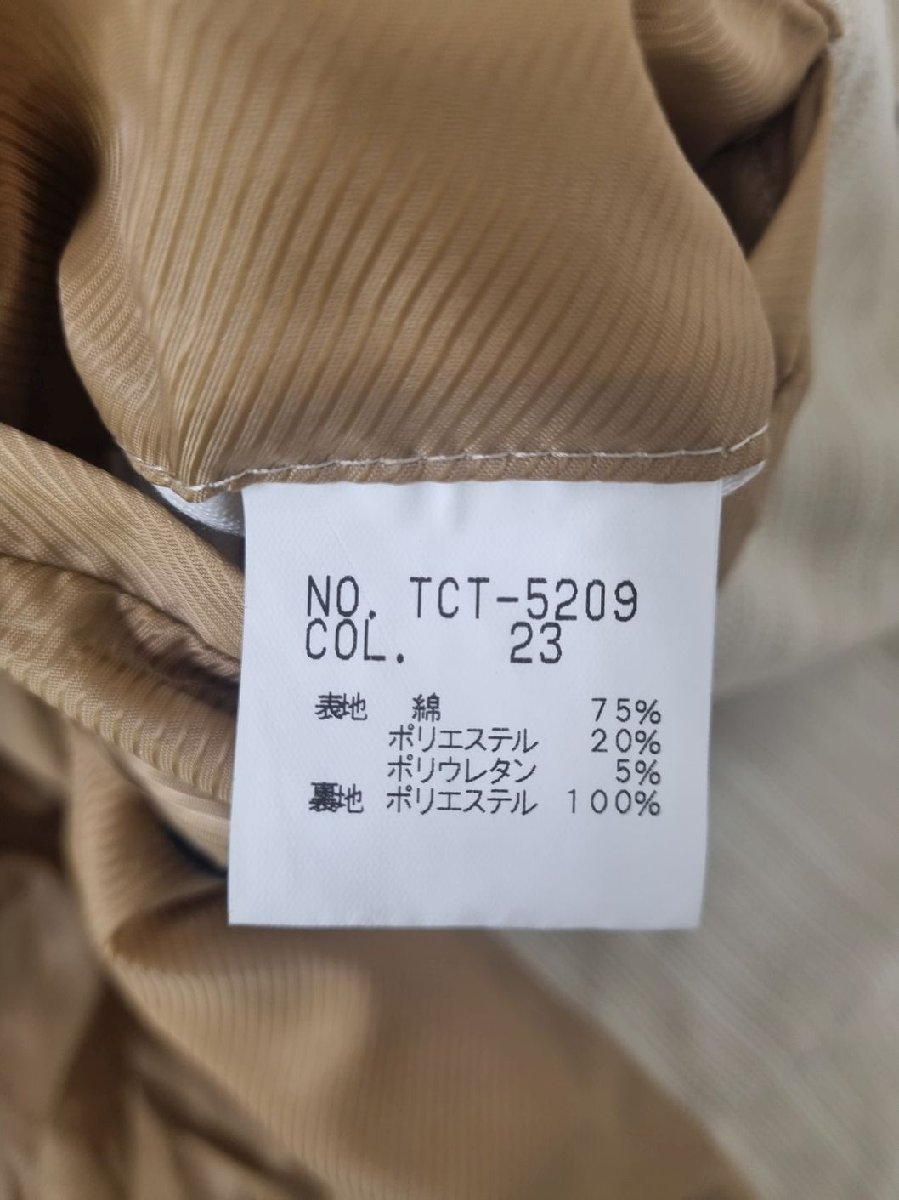 NO. TCT-5209
COL. 23
表地 綿 75%
ポリエステル 20%
ポリウレタン 5%
裏地 ポリエステル 100%